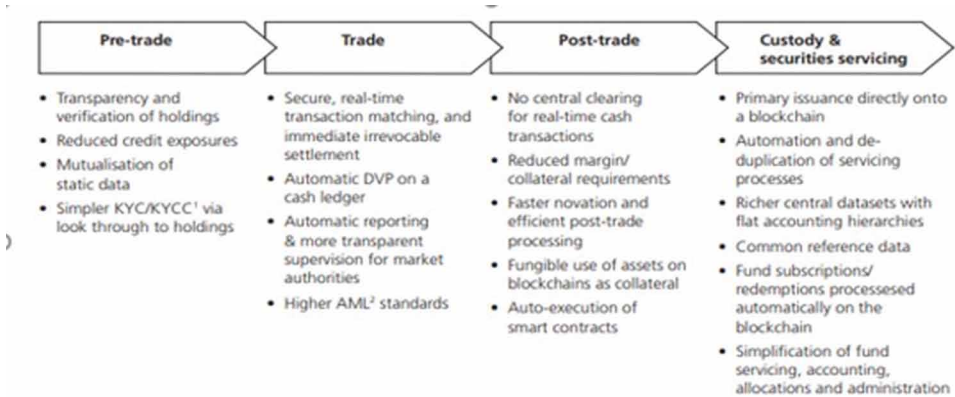 Pre-trade
Trade
Post-trade
Custody &
securities servicing
• Transparency and
verification of holdings
• Reduced credit exposures
• Mutualisation of
static data
• Simpler KYC/KYCC¹ via
look through to holdings
• Secure, real-time
transaction matching, and
immediate irrevocable
settlement
• Automatic DVP on a
cash ledger
• Automatic reporting
& more transparent
supervision for market
authorities
• Higher AML² standards
• No central clearing
for real-time cash
transactions
• Reduced margin/
collateral requirements
• Faster novation and
efficient post-trade
processing
• Fungible use of assets on
blockchains as collateral
• Auto-execution of
smart contracts
• Primary issuance directly onto
a blockchain
• Automation and de-
duplication of servicing
processes
• Richer central datasets with
flat accounting hierarchies
• Common reference data
• Fund subscriptions/
redemptions processesed
automatically on the
blockchain
• Simplification of fund
servicing, accounting,
allocations and administration